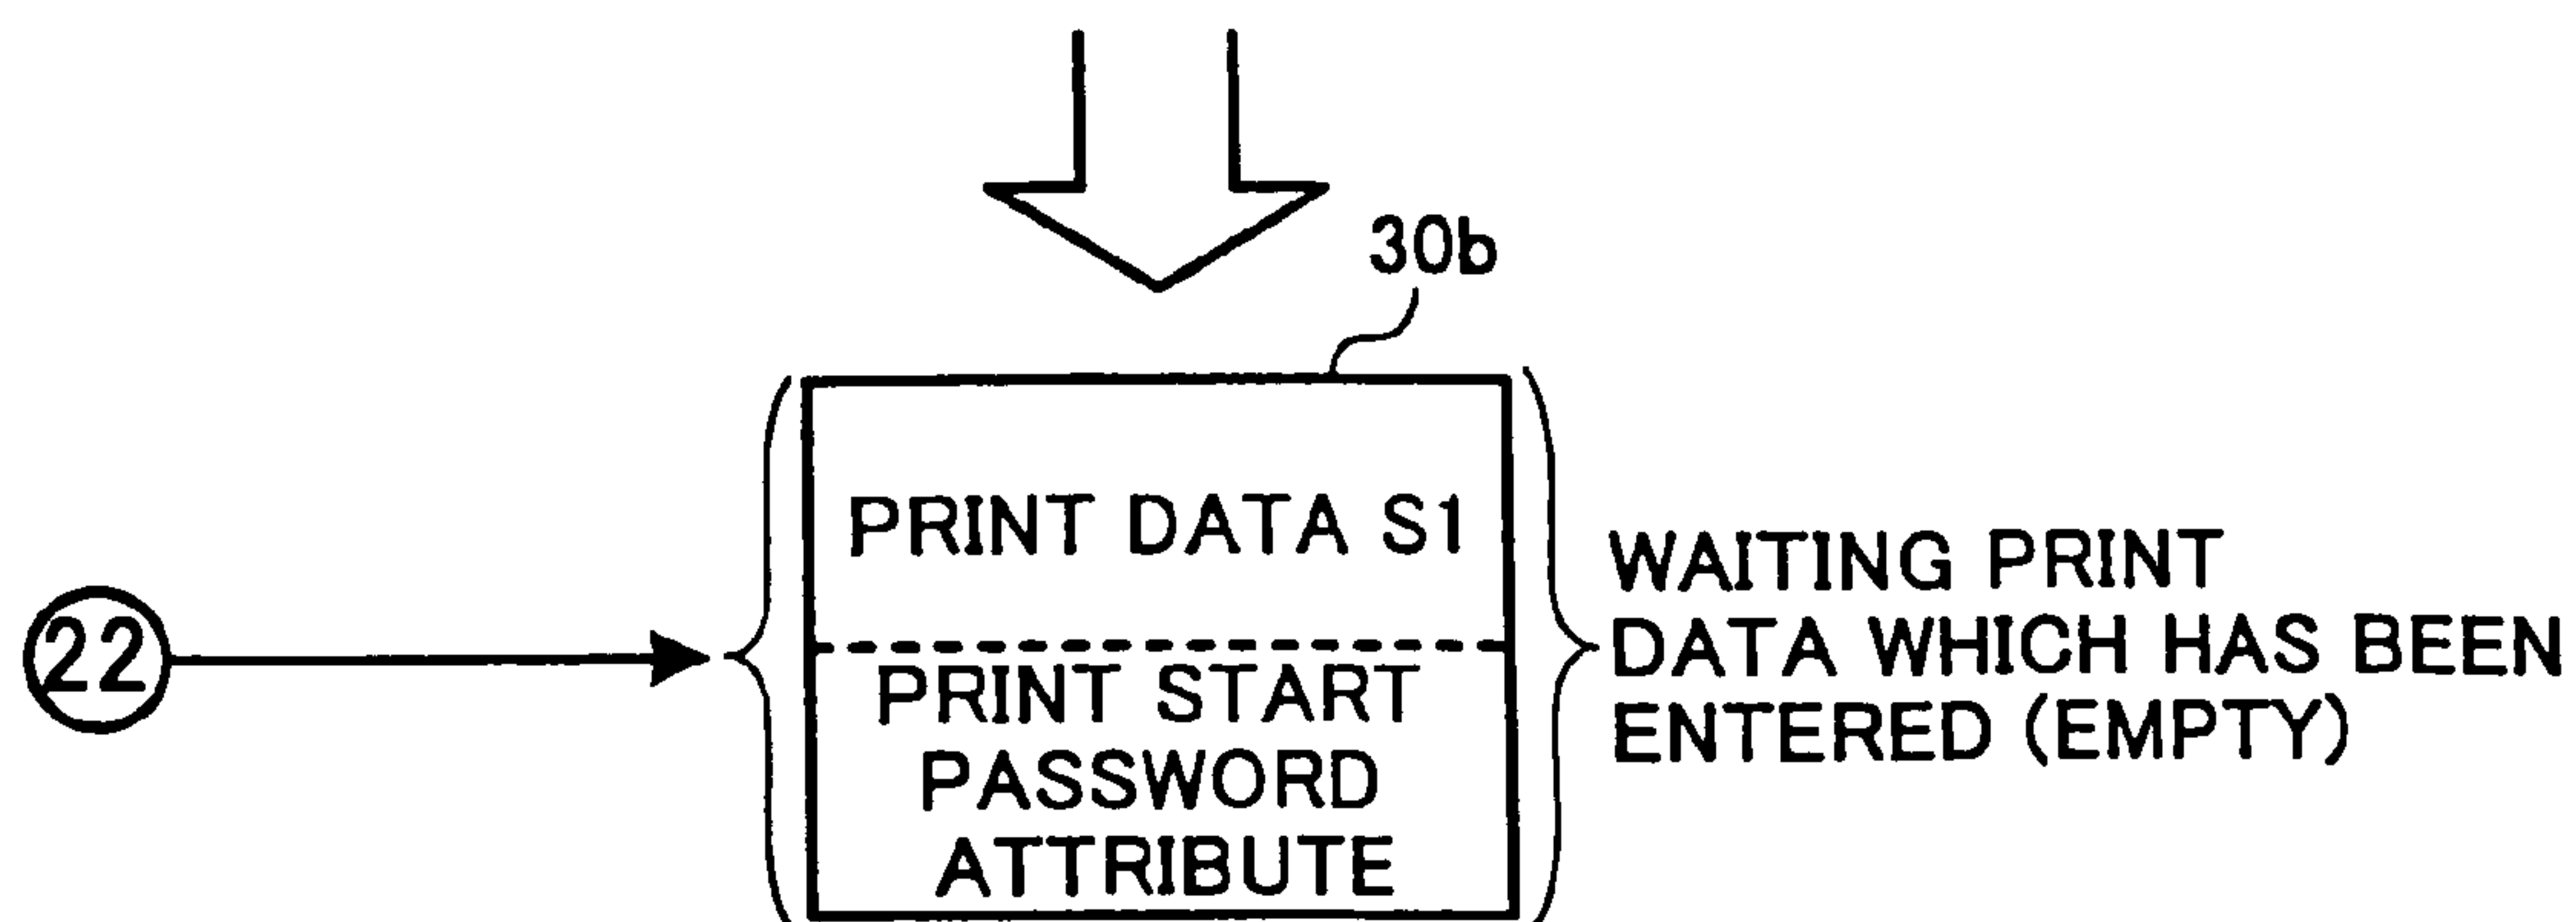 30b
PRINT DATA S1
22
PRINT START
PASSWORD
ATTRIBUTE
WAITING PRINT
DATA WHICH HAS BEEN
ENTERED (EMPTY)